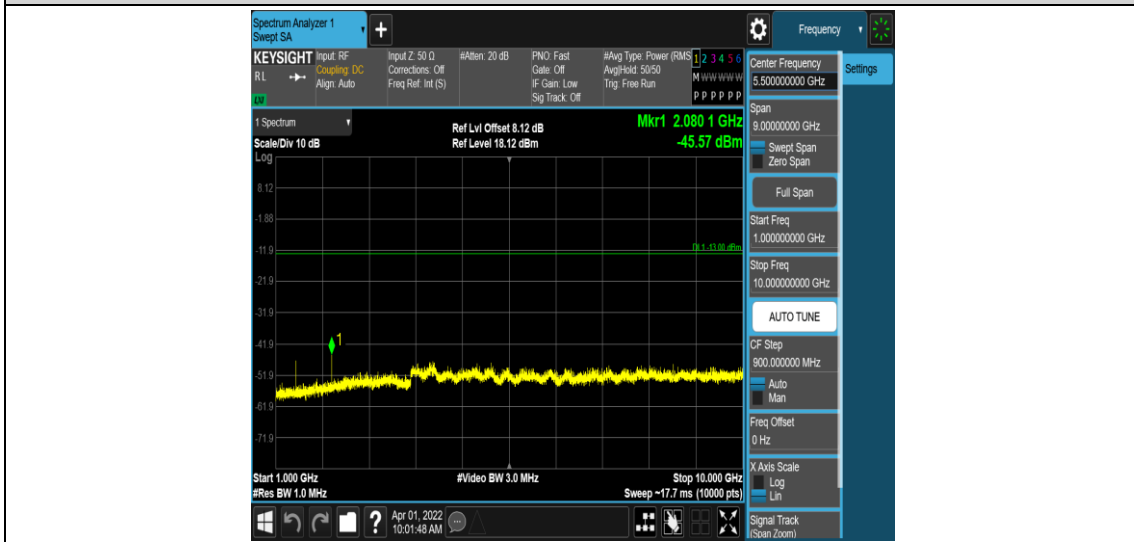 Spectrum Analyzer 1
Swept SA
+
Frequency
KEYSIGHT
RL
LXI
Input: RF
Coupling: DC
Align: Auto
Input Z: 50 Ω
Corrections: Off
Freq Ref: Int (S)
#Atten: 20 dB
PNO: Fast
Gate: Off
IF Gain: Low
Sig Track: Off
#Avg Type: Power (RMS
Avg|Hold: 50/50
Trig: Free Run
1 2 3 4 5 6
M W W W W W
P P P P P P
1 Spectrum
Scale/Div 10 dB
Log
Ref Lvl Offset 8.12 dB
Ref Level 18.12 dBm
Mkr1 2.080 1 GHz
-45.57 dBm
8.12
-1.88
-11.9
DL1 -13.00 dBm
-21.9
-31.9
-41.9
1
-51.9
-61.9
-71.9
Start 1.000 GHz
#Res BW 1.0 MHz
#Video BW 3.0 MHz
Stop 10.000 GHz
Sweep ~17.7 ms (10000 pts)
?
Apr 01, 2022
10:01:48 AM
Center Frequency
5.500000000 GHz
Settings
Span
9.00000000 GHz
Swept Span
Zero Span
Full Span
Start Freq
1.000000000 GHz
Stop Freq
10.000000000 GHz
AUTO TUNE
CF Step
900.000000 MHz
Auto
Man
Freq Offset
0 Hz
X Axis Scale
Log
Lin
Signal Track
(Span Zoom)